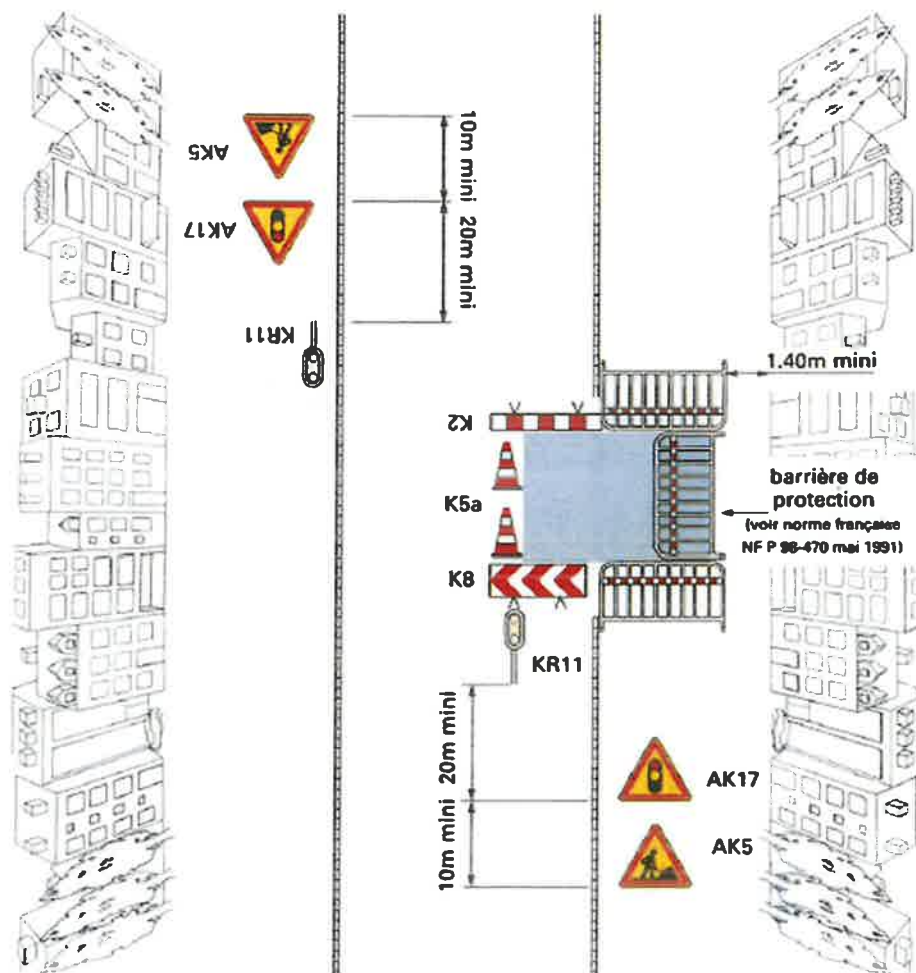 AK5
10m mini
AK17
20m mini
KR11
1.40m mini
K2
K5a
barrière de
protection
(voir norme française
NF P 98-470 mai 1991)
K8
KR11
20m mini
AK17
10m mini
AK5